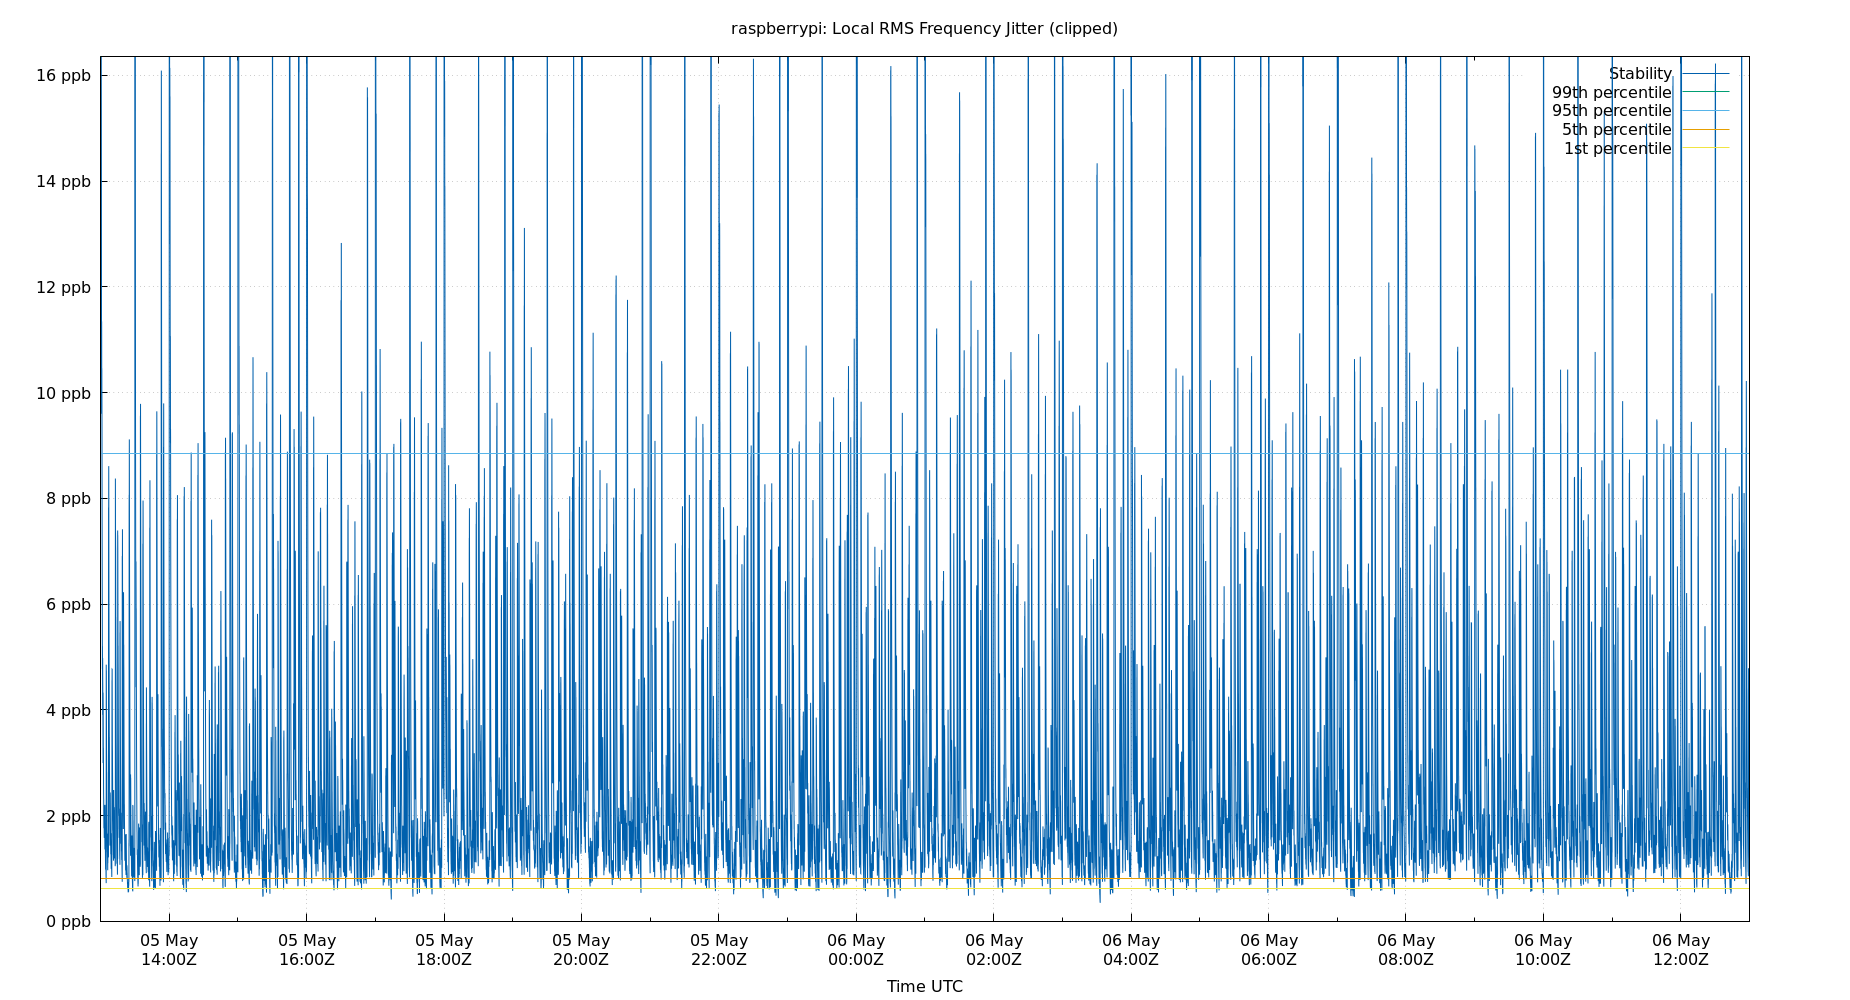 raspberrypi: Local RMS Frequency Jitter (clipped)
16 ppb
14 ppb
12 ppb
10 ppb
8 ppb
6 ppb
4 ppb
2 ppb
0 ppb
Stability
99th percentile
95th percentile
5th percentile
1st percentile
05 May
14:00Z
05 May
16:00Z
05 May
18:00Z
05 May
20:00Z
05 May
22:00Z
06 May
00:00Z
06 May
02:00Z
06 May
04:00Z
06 May
06:00Z
06 May
08:00Z
06 May
10:00Z
06 May
12:00Z
Time UTC